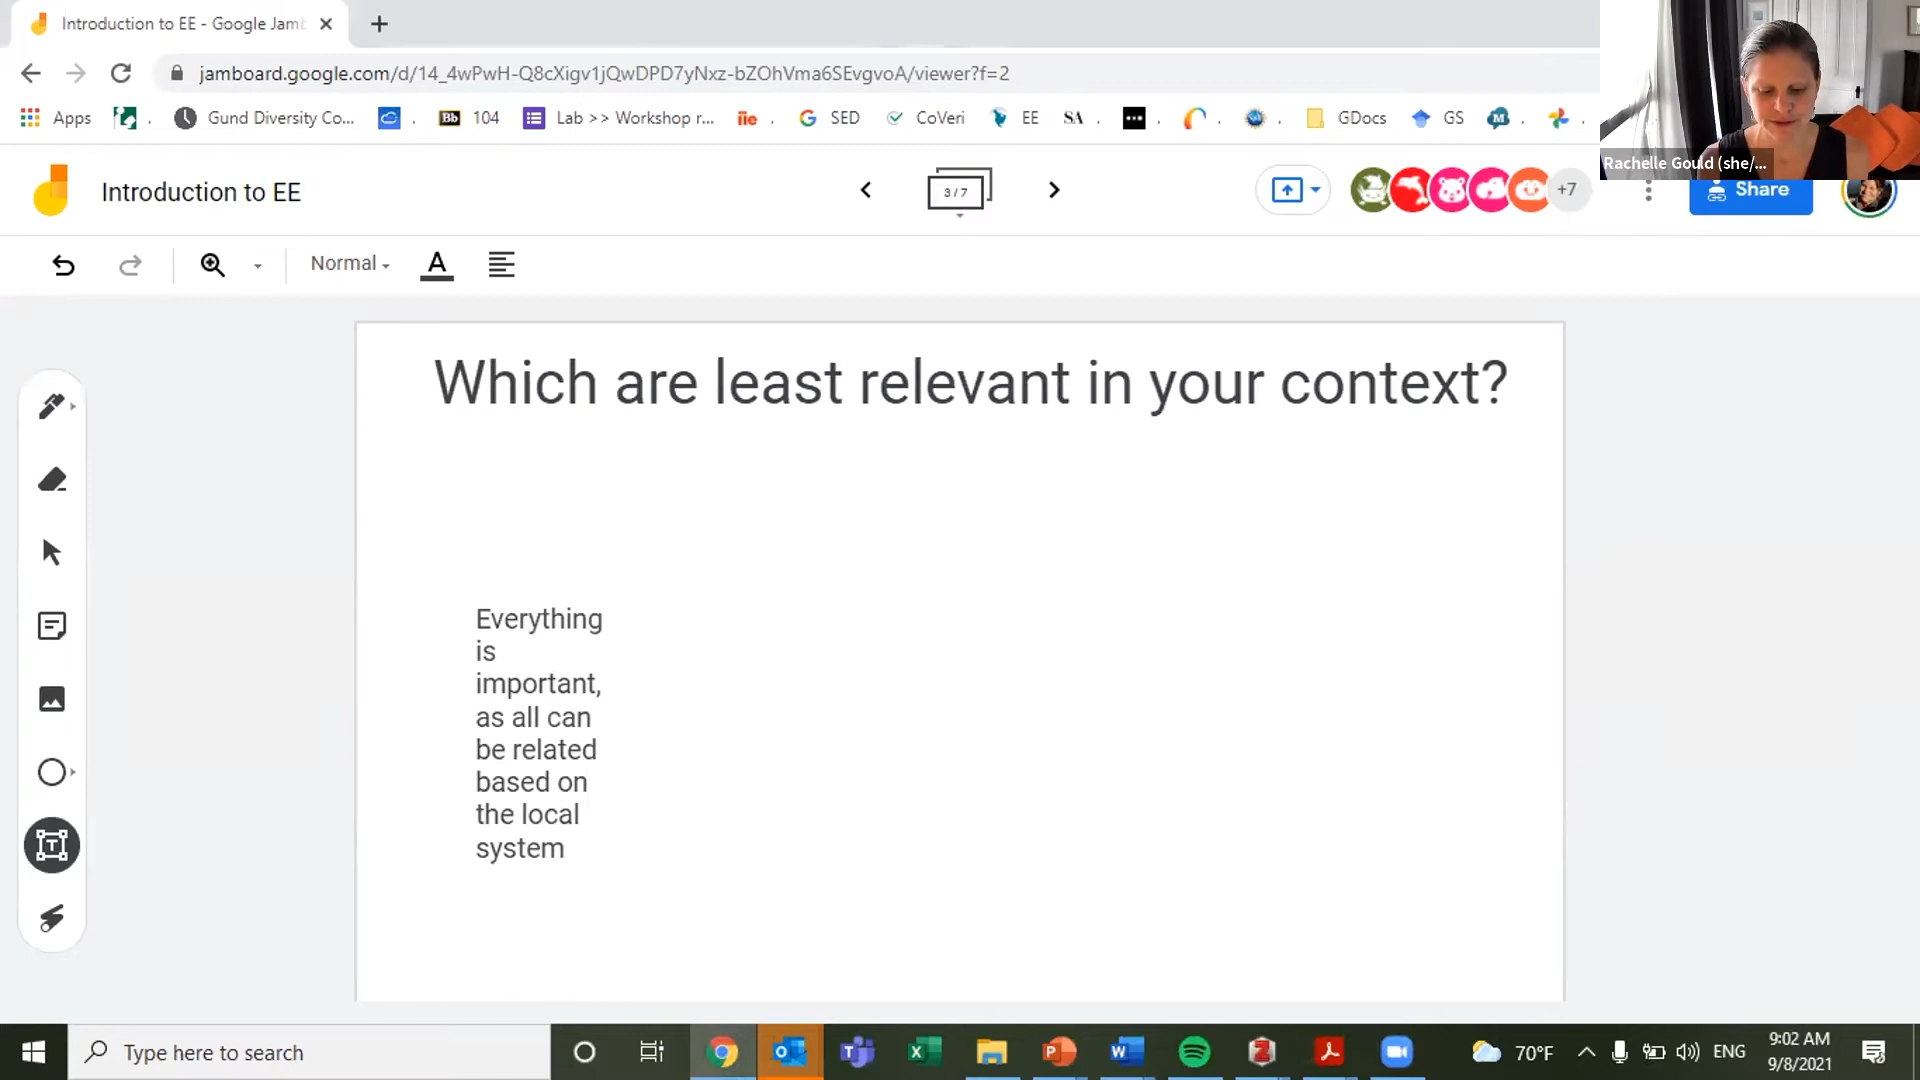 Introduction to EE - Google Jamb
jamboard.google.com/d/14_4wPwH-Q8cXigv1jQwDPD7yNxz-bZOhVma6SEvgvoA/viewer?f=2
Apps . Gund Diversity Co... . Bb 104 Lab >> Workshop r... iie . SED CoVeri EE SA . . . GDocs GS M . .
Rachelle Gould (she/...
Introduction to EE
3 / 7
+7
Share
Normal
A
Which are least relevant in your context?
Everything
is
important,
as all can
be related
based on
the local
system
Type here to search
70°F
ENG
9:02 AM
9/8/2021